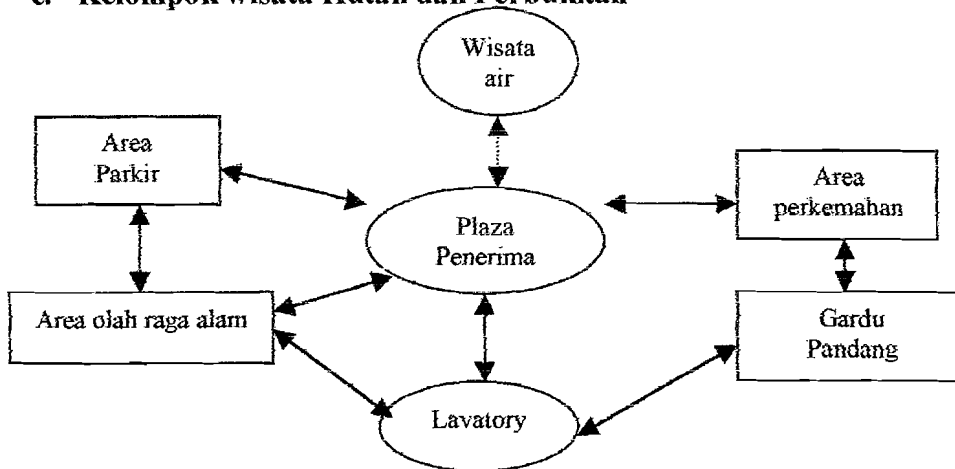 Wisata
air
Area
Parkir
Area
perkemahan
Plaza
Penerima
Area olah raga alam
Gardu
Pandang
Lavatory